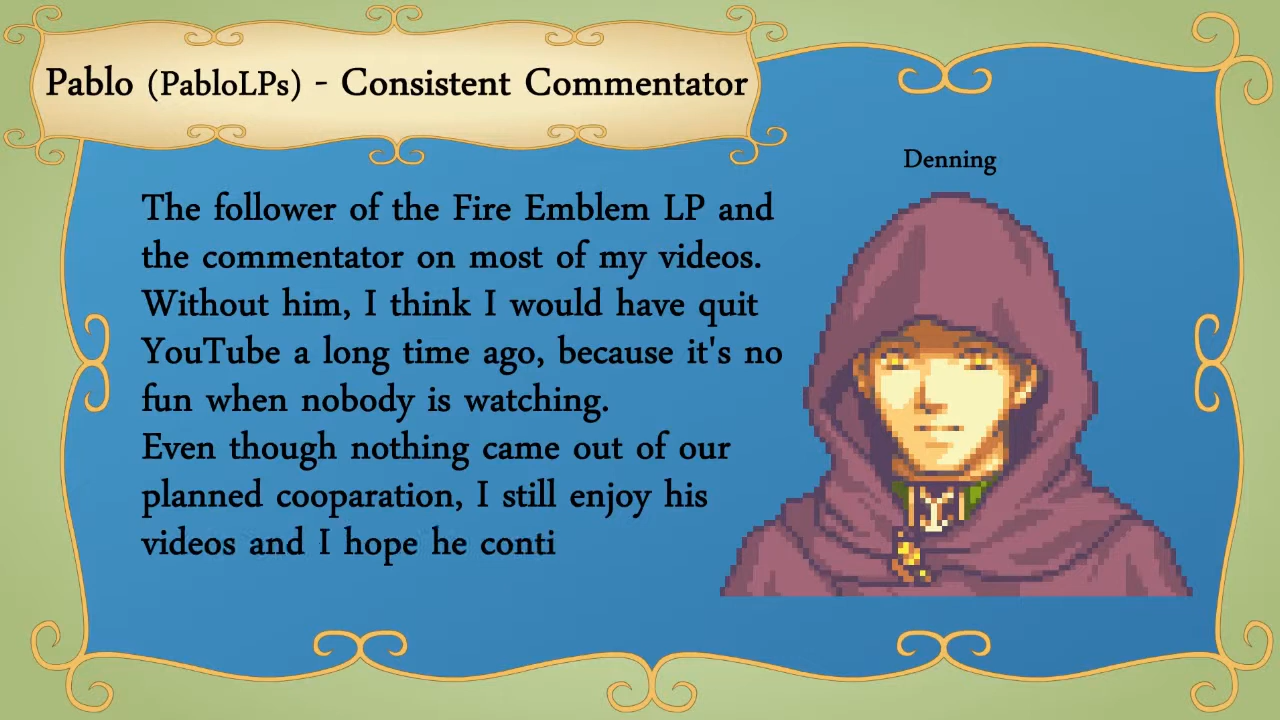 Pablo (PabloLPs) - Consistent Commentator
Denning
The follower of the Fire Emblem LP and
the commentator on most of my videos.
Without him, I think I would have quit
YouTube a long time ago, because it's no
fun when nobody is watching.
Even though nothing came out of our
planned cooparation, I still enjoy his
videos and I hope he conti